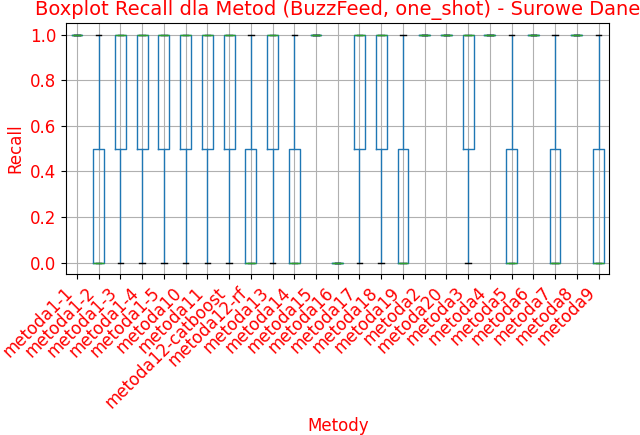 Boxplot Recall dla Metod (BuzzFeed, one_shot) - Surowe Dane
Recall
1.0
0.8
0.6
0.4
0.2
0.0
metoda1-1
metoda1-2
metoda1-3
metoda1-4
metoda1-5
metoda10
metoda11
metoda12-catboost
metoda12-rf
metoda13
metoda14
metoda15
metoda16
metoda17
metoda18
metoda19
metoda2
metoda20
metoda3
metoda4
metoda5
metoda6
metoda7
metoda8
metoda9
Metody